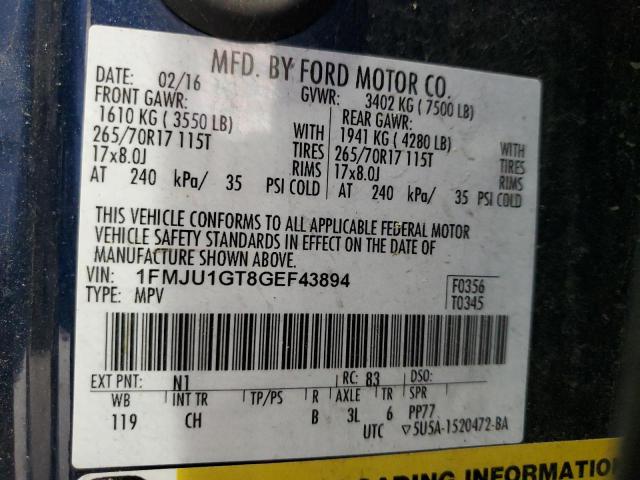 MFD. BY FORD MOTOR CO.
DATE: 02/16 GVWR: 3402 KG ( 7500 LB)
FRONT GAWR: REAR GAWR:
1610 KG ( 3550 LB) WITH 1941 KG ( 4280 LB) WITH
265/70R17 115T TIRES 265/70R17 115T TIRES
17x8.0J RIMS 17x8.0J RIMS
AT 240 kPa/ 35 PSI COLD AT 240 kPa/ 35 PSI COLD
THIS VEHICLE CONFORMS TO ALL APPLICABLE FEDERAL MOTOR
VEHICLE SAFETY STANDARDS IN EFFECT ON THE DATE OF
MANUFACTURE SHOWN ABOVE.
VIN: 1FMJU1GT8GEF43894 F0356
TYPE: MPV T0345
EXT PNT: N1 RC: 83 DSO:
WB INT TR TP/PS R AXLE TR SPR
119 CH B 3L 6 PP77
UTC ▽5U5A-1520472-BA
LOADING INFORMATION